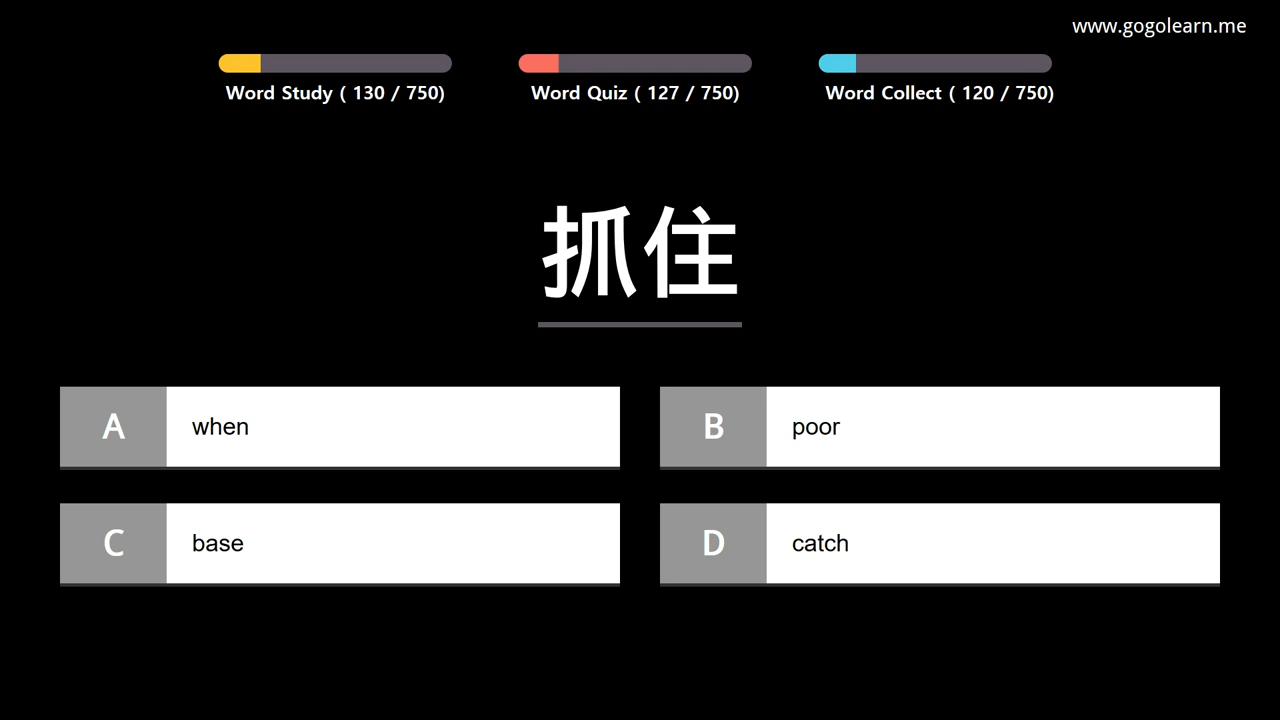 www.gogolearn.me
Word Study ( 130 / 750)
Word Quiz ( 127 / 750)
Word Collect ( 120 / 750)
抓住
A when
B poor
C base
D catch